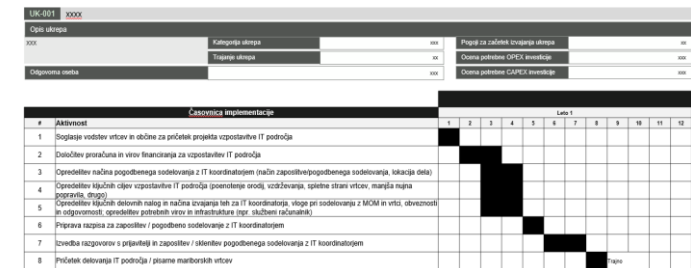 UK-001 xxxx
Opis ukrepa
xxx Kategorija ukrepa xxx Pogoji za začetek izvajanja ukrepa xx
Trajanje ukrepa xxx Ocena potrebne OPEX investicije xxx
Odgovorna oseba xxx Ocena potrebne CAPEX investicije xxx
Časovnica implementacije Leto 1
# Aktivnost 1 2 3 4 5 6 7 8 9 10 11 12
1 Soglasje vodstev vrtcev in občine za pričetek projekta vzpostavitve IT področja
2 Določitev proračuna in virov financiranja za vzpostavitev IT področja
3 Opredelitev načina pogodbenega sodelovanja z IT koordinatorjem (način zaposlitve/pogodbenega sodelovanja, lokacija dela)
4 Opredelitev ključnih ciljev vzpostavitve IT področja (poenotenje orodij, vzdrževanja, spletne strani vrtcev, manjša nujna
popravila, drugo)
5 Opredelitev ključnih delovnih nalog in načina izvajanja teh za IT koordinatorja, vloge pri sodelovanju z MOM in vrtci, obveznosti
in odgovornosti, opredelitev potrebnih virov in infrastrukture (npr. službeni računalnik)
6 Priprava razpisa za zaposlitev / pogodbeno sodelovanje z IT koordinatorjem
7 Izvedba razgovorov s prijavitelji in zaposlitev / sklenitev pogodbenega sodelovanja z IT koordinatorjem
8 Pričetek delovanja IT področja / pisarne mariborskih vrtcev Trajno